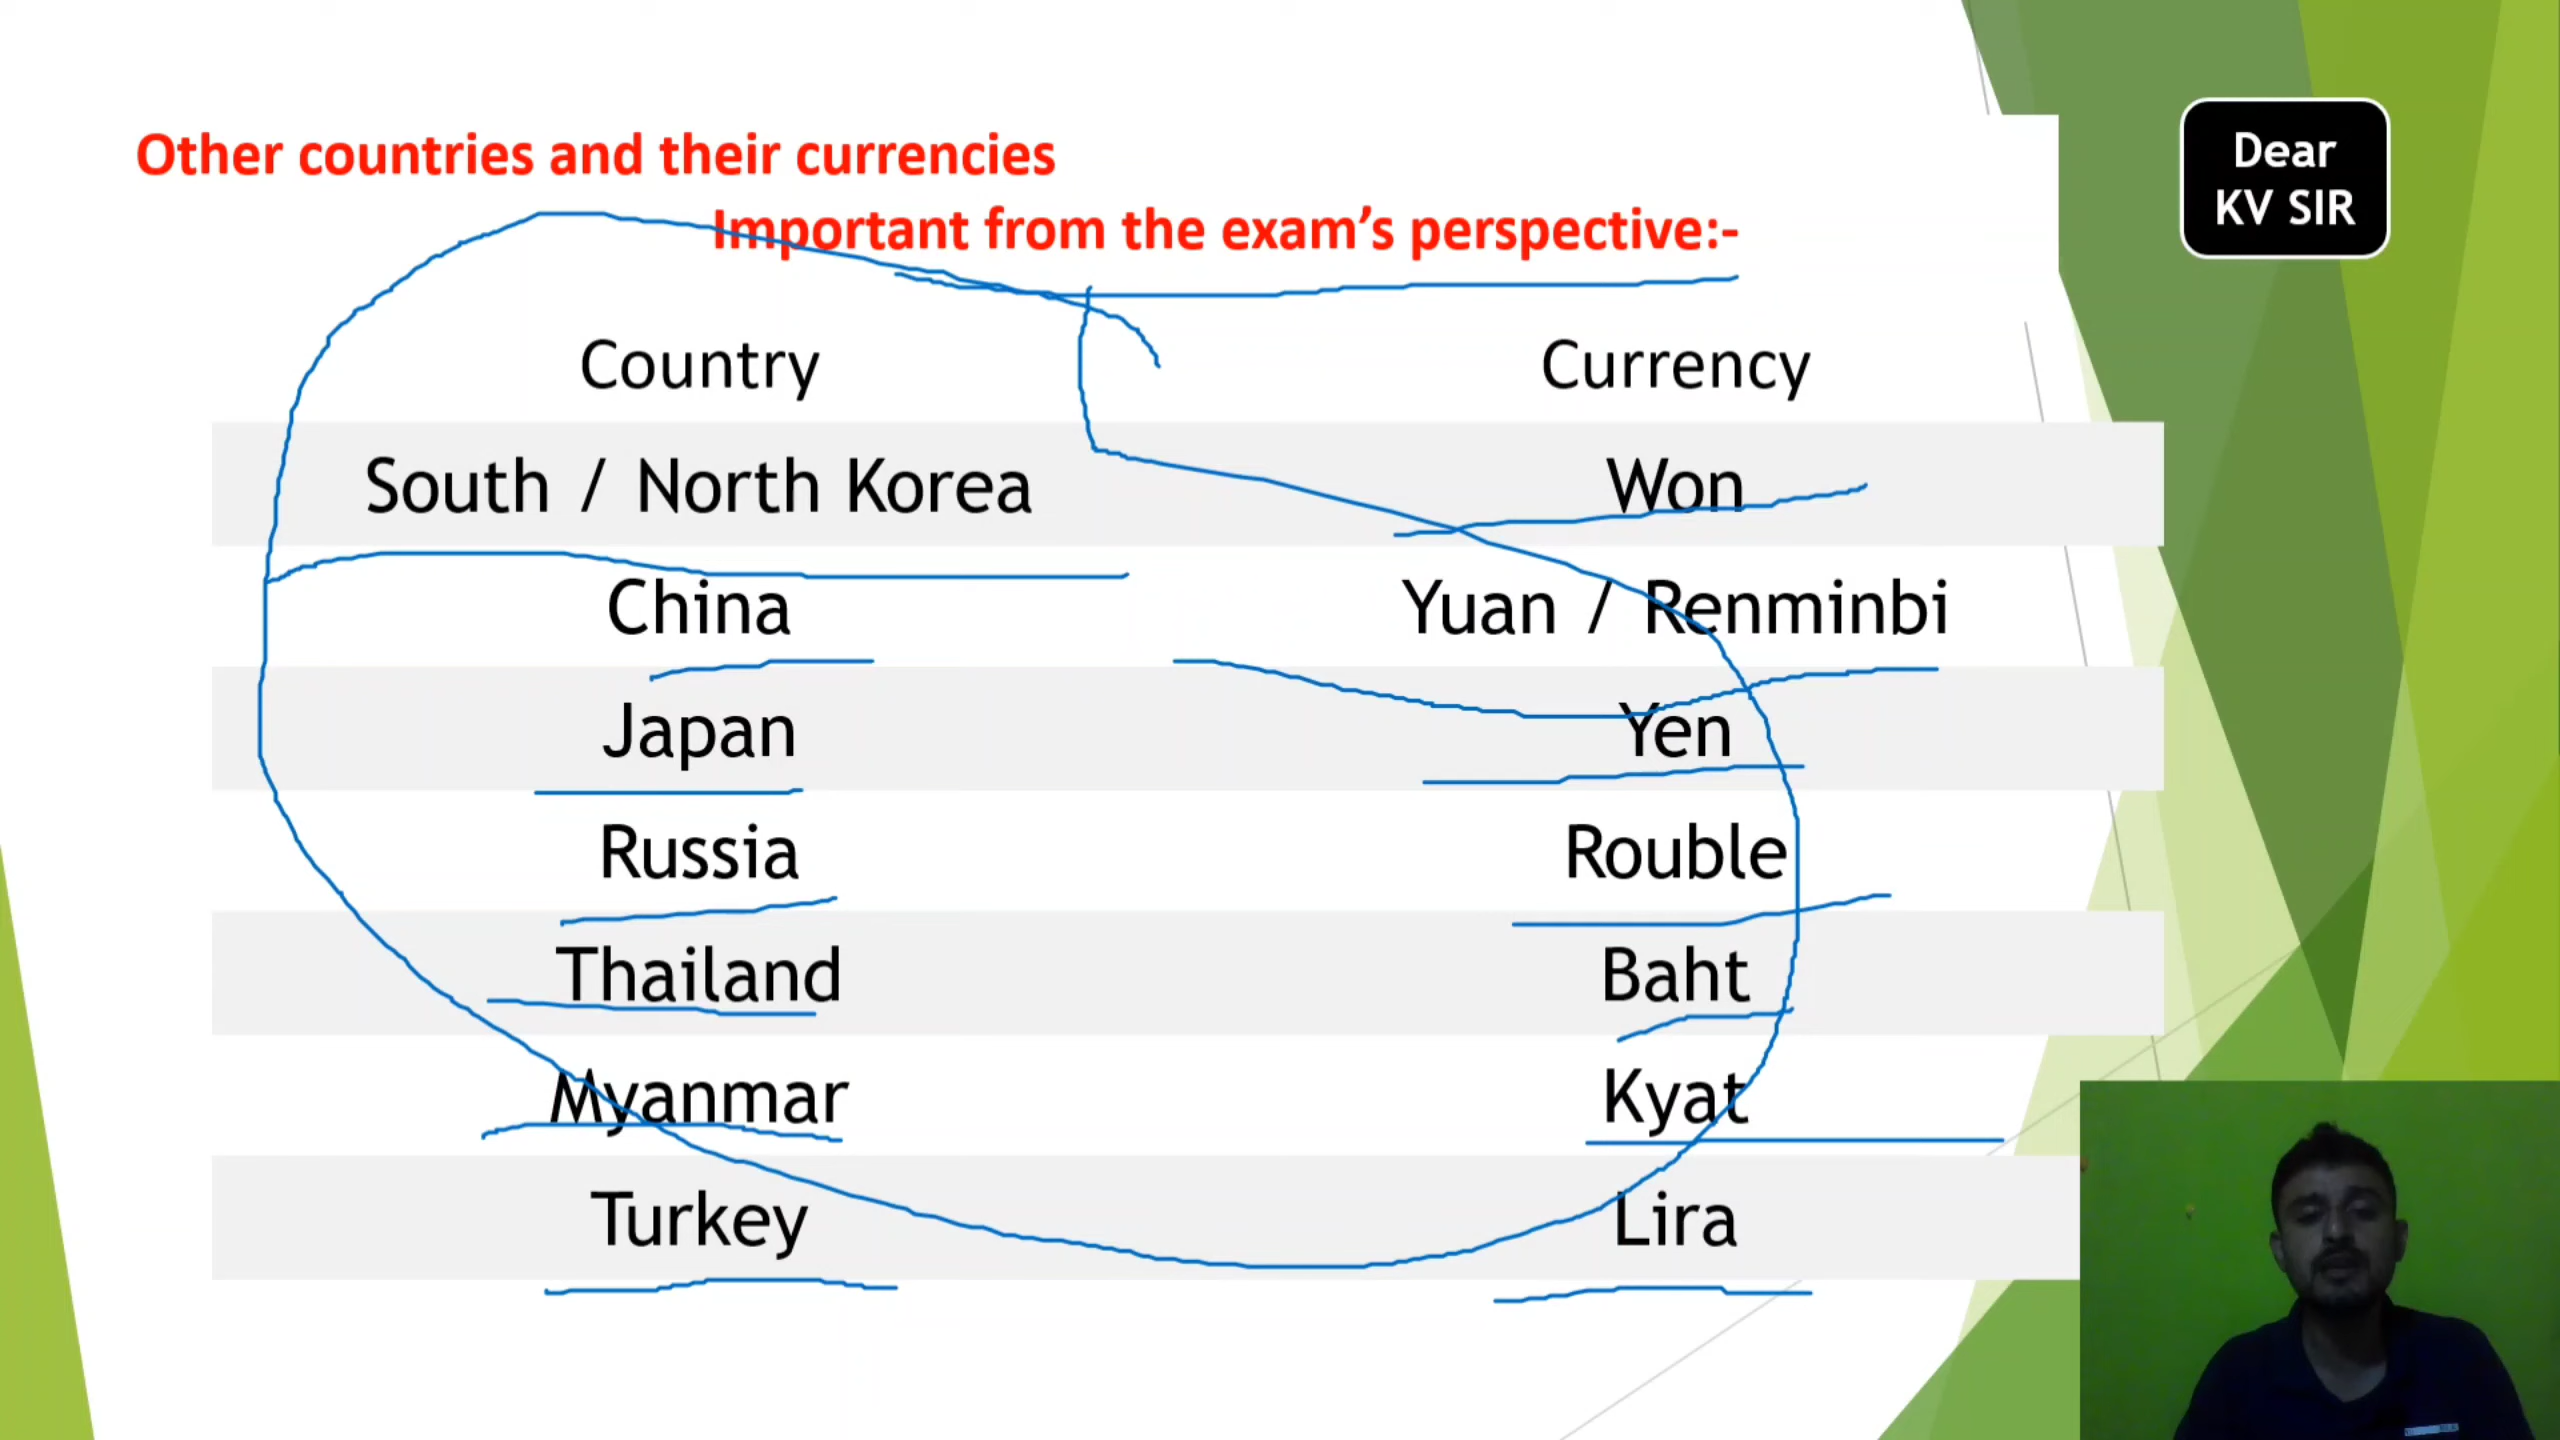 Other countries and their currencies
Important from the exam's perspective:-
Dear
KV SIR
Country Currency
South / North Korea Won
China Yuan / Renminbi
Japan Yen
Russia Rouble
Thailand Baht
Myanmar Kyat
Turkey Lira